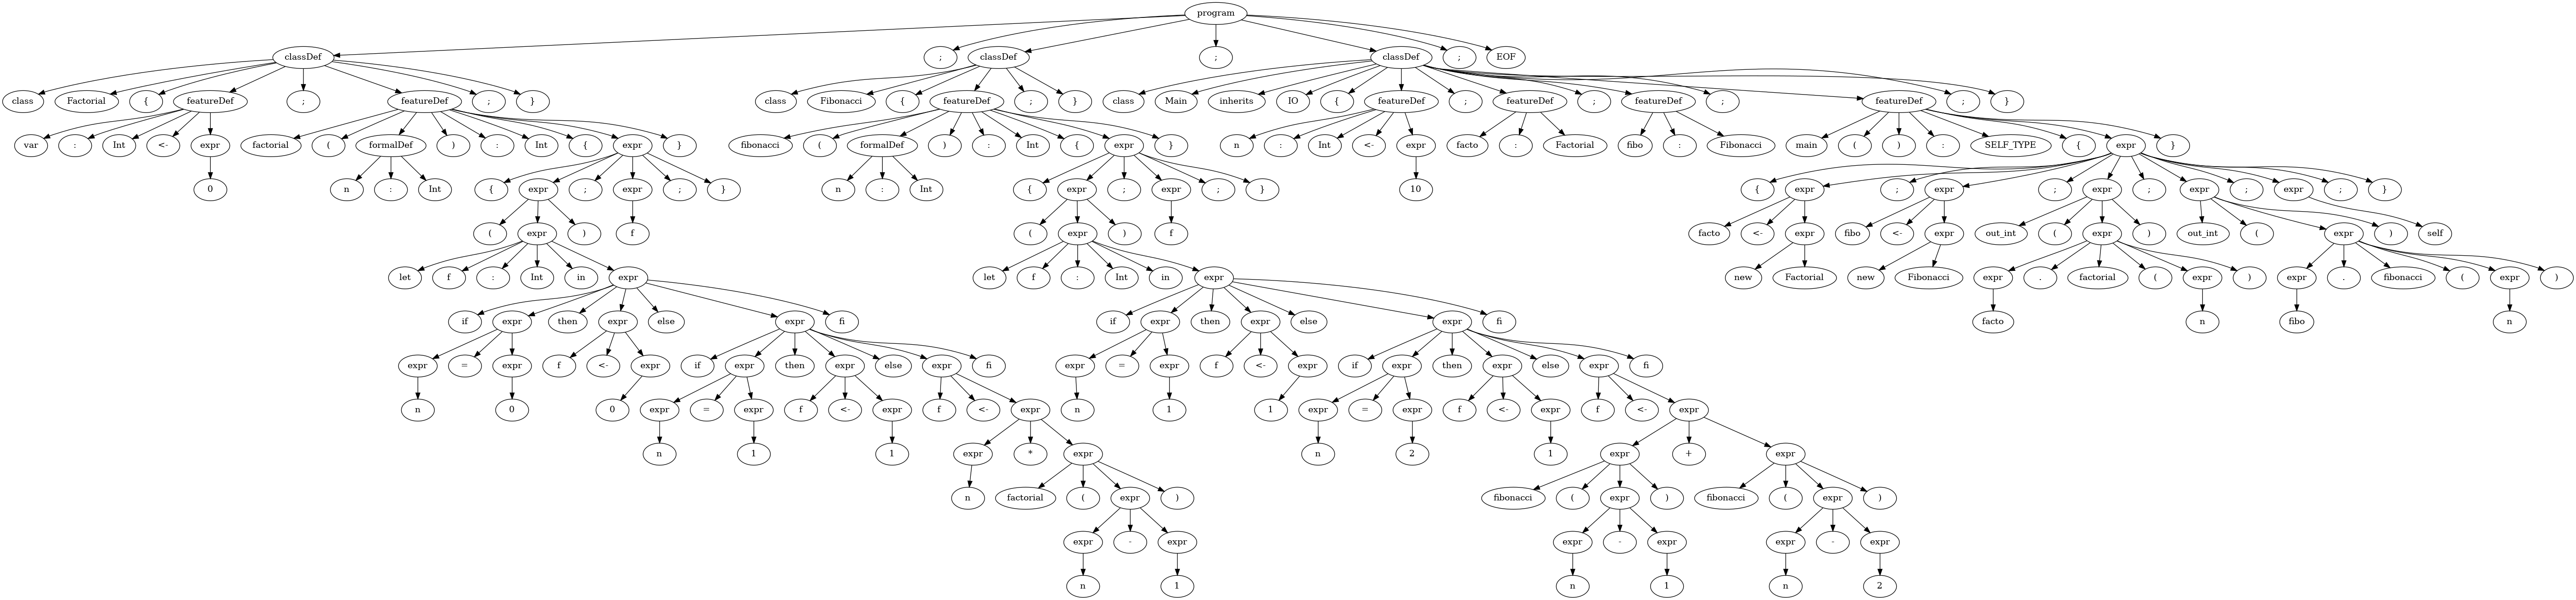 program
classDef ; classDef ; classDef ; EOF
class Factorial { featureDef ; featureDef ; } class Fibonacci { featureDef ; } class Main inherits IO { featureDef ; featureDef ; featureDef ; featureDef ; }
var : Int <- expr factorial ( formalDef ) : Int { expr } fibonacci ( formalDef ) : Int { expr } n : Int <- expr facto : Factorial fibo : Fibonacci main ( ) : SELF_TYPE { expr }
0 n : Int { expr ; expr ; } n : Int { expr ; expr ; } 10 { expr ; expr ; expr ; expr ; expr ; }
( expr ) f ( expr ) f facto <- expr fibo <- expr out_int ( expr ) out_int ( expr ) self
let f : Int in expr let f : Int in expr new Factorial new Fibonacci expr . factorial ( expr ) expr . fibonacci ( expr )
if expr then expr else expr fi if expr then expr else expr fi facto n fibo n
expr = expr f <- expr if expr then expr else expr fi expr = expr f <- expr if expr then expr else expr fi
n 0 0 expr = expr f <- expr f <- expr n 1 1 expr = expr f <- expr f <- expr
n 1 1 expr * expr n 2 1 expr + expr
n factorial ( expr ) fibonacci ( expr ) fibonacci ( expr )
expr - expr expr - expr expr - expr
n 1 n 1 n 2